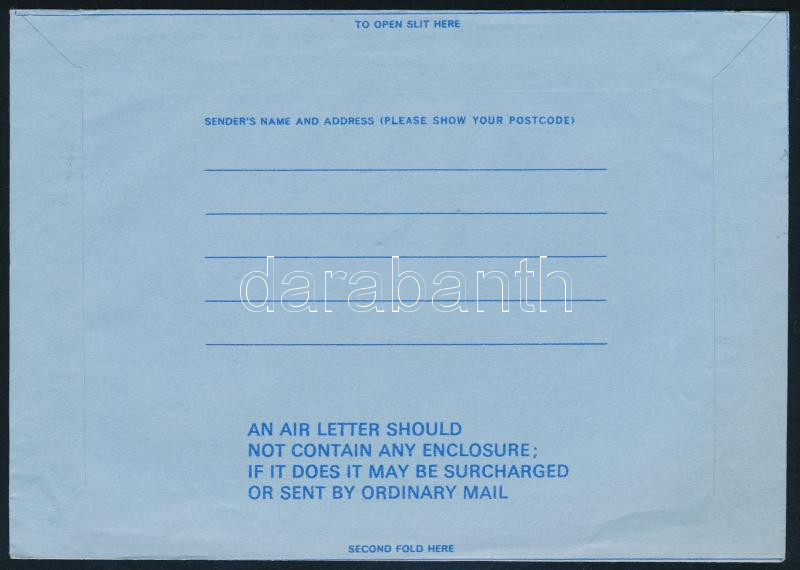 TO OPEN SLIT HERE
SENDER'S NAME AND ADDRESS (PLEASE SHOW YOUR POSTCODE)
darabanth
AN AIR LETTER SHOULD
NOT CONTAIN ANY ENCLOSURE;
IF IT DOES IT MAY BE SURCHARGED
OR SENT BY ORDINARY MAIL
SECOND FOLD HERE